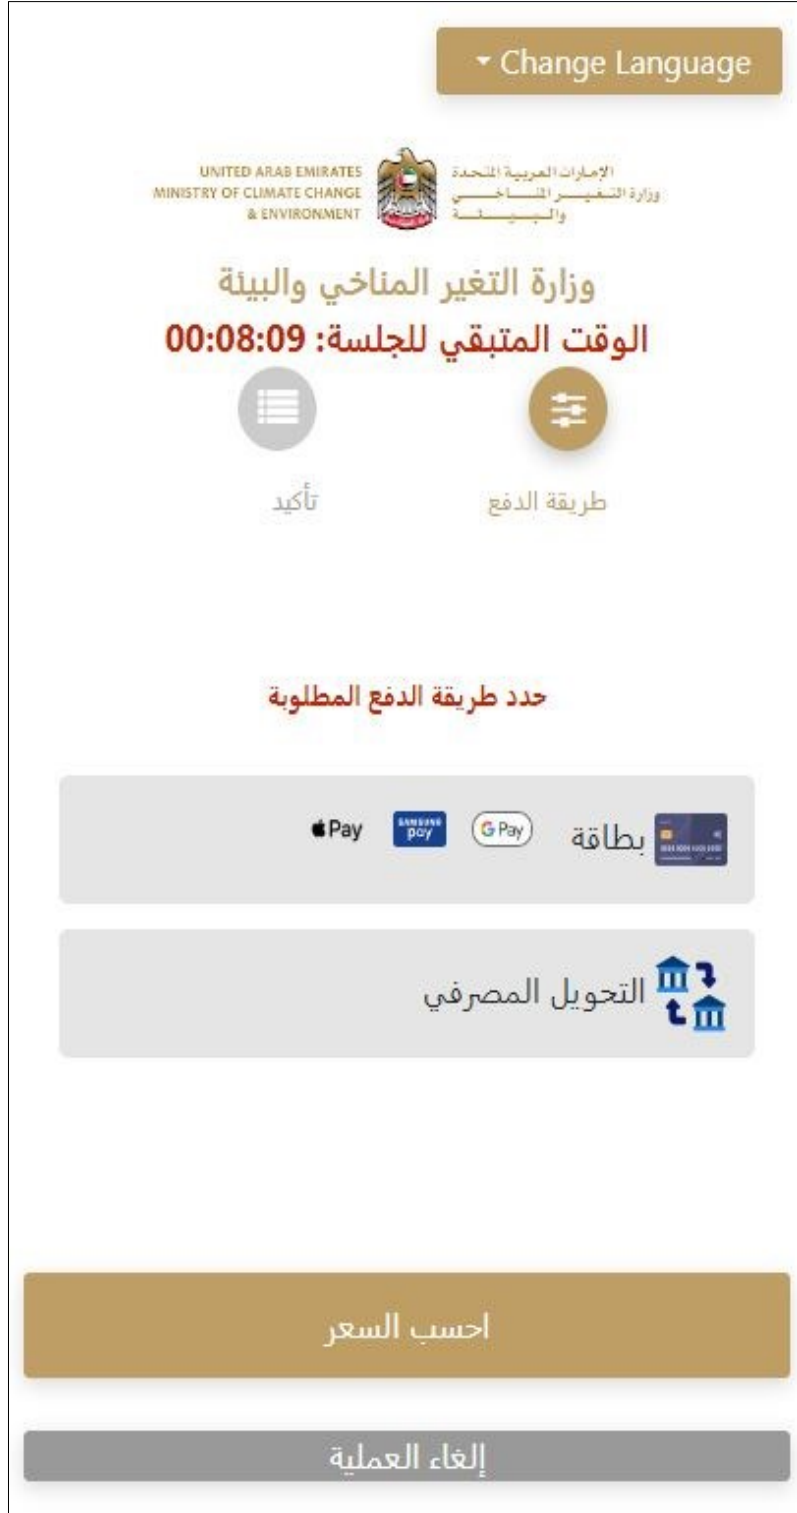 Change Language
UNITED ARAB EMIRATES
MINISTRY OF CLIMATE CHANGE
& ENVIRONMENT
الإمارات العربية المتحدة
وزارة التغيير المناخي
والبيئة
وزارة التغير المناخي والبيئة
الوقت المتبقي للجلسة: 00:08:09
طريقة الدفع
تأكيد
حدد طريقة الدفع المطلوبة
بطاقة G Pay SAMSUNG pay Pay
التحويل المصرفي
احسب السعر
إلغاء العملية